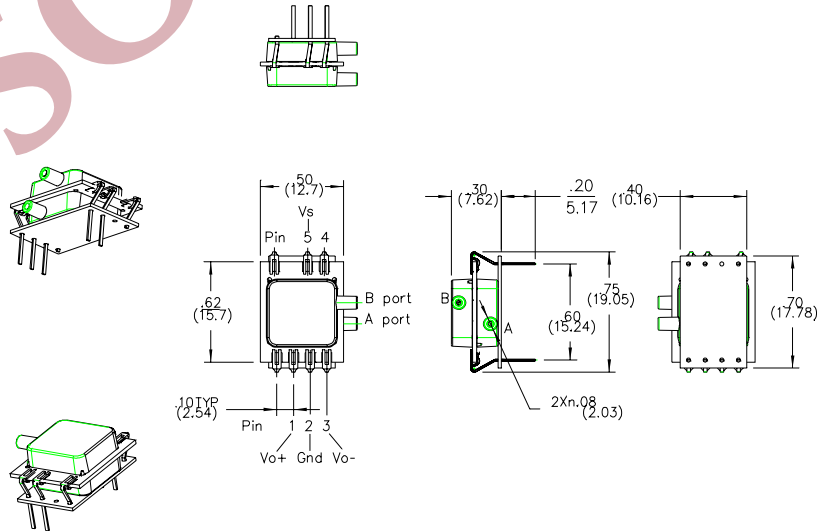 SO
.50
(12.7)
Vs
Pin 5 4
.62
(15.7)
B port
A port
.10TYP
(2.54)
Pin 1 2 3
Vo+ Gnd Vo-
.30
(7.62)
.20
5.17
.40
(10.16)
B
A
.75
(19.05)
.60
(15.24)
2Xn.08
(2.03)
.70
(17.78)